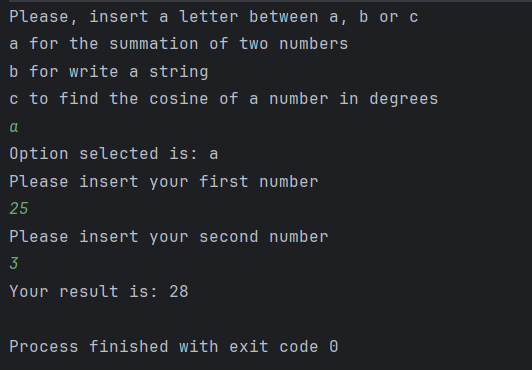 Please, insert a letter between a, b or c
a for the summation of two numbers
b for write a string
c to find the cosine of a number in degrees
a
Option selected is: a
Please insert your first number
25
Please insert your second number
3
Your result is: 28
Process finished with exit code 0